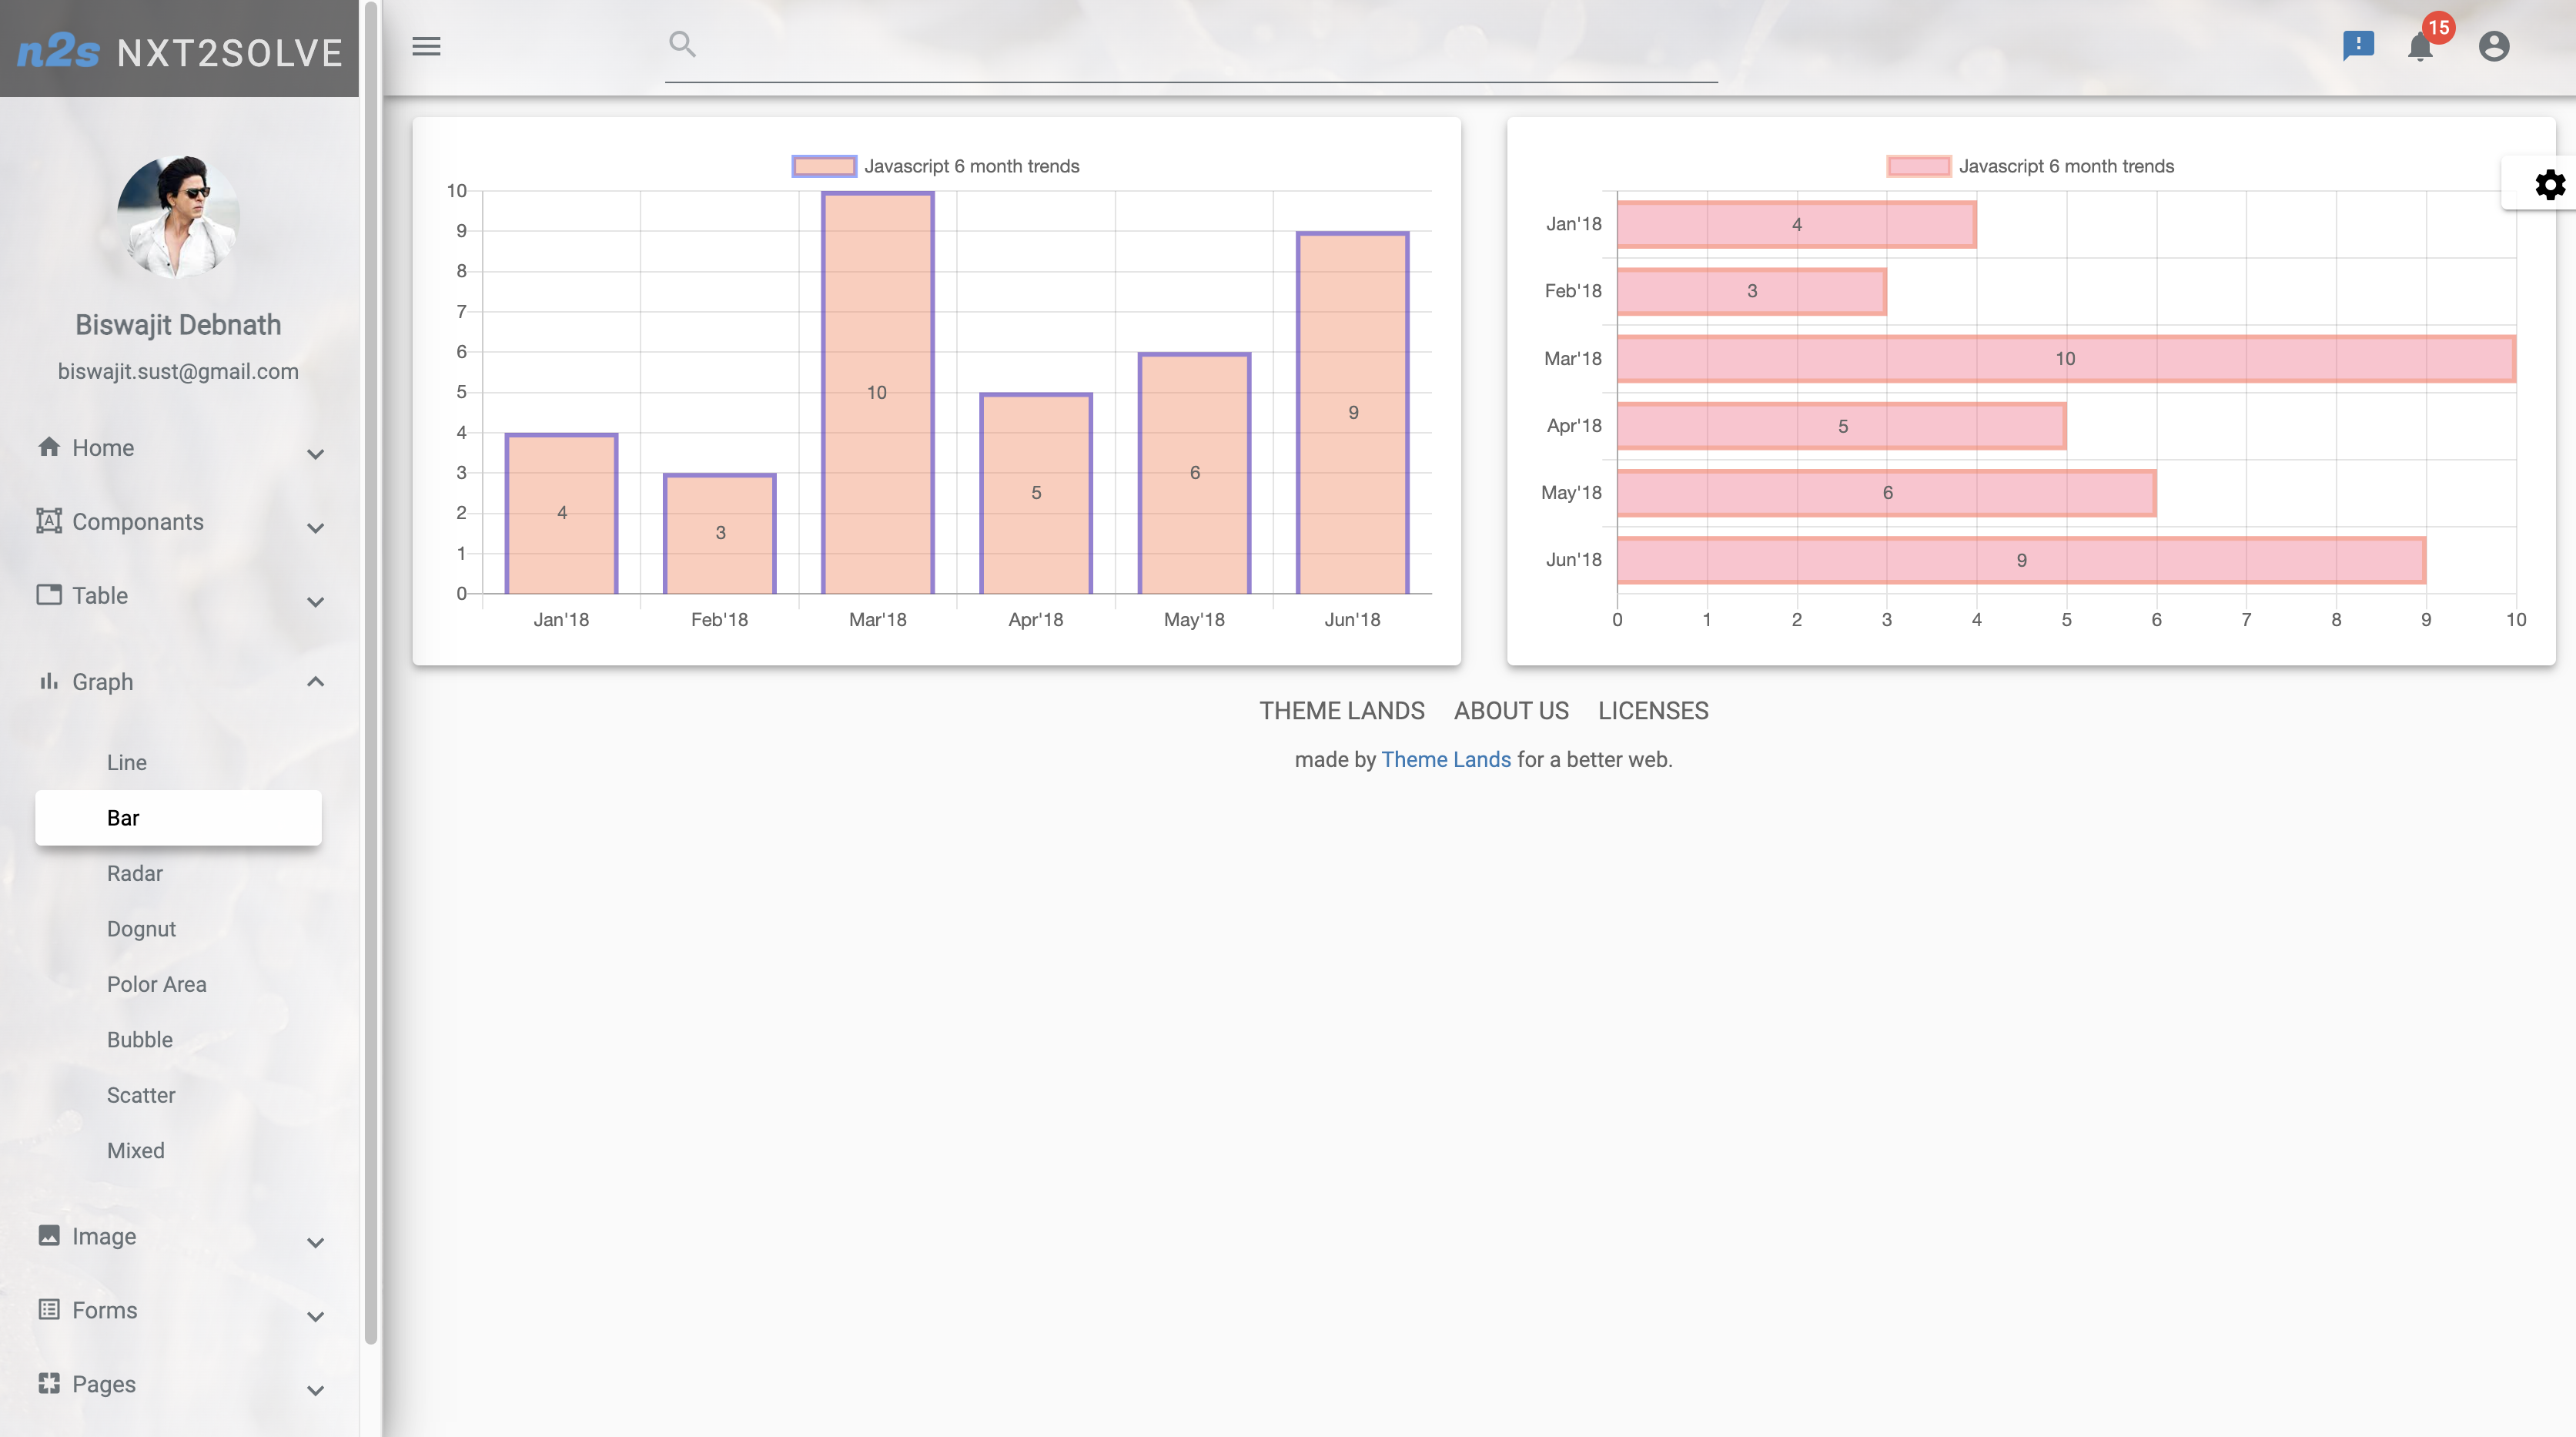 n2s NXT2SOLVE
15
Biswajit Debnath
biswajit.sust@gmail.com
Home
Componants
Table
Graph
Line
Bar
Radar
Dognut
Polor Area
Bubble
Scatter
Mixed
Image
Forms
Pages
Javascript 6 month trends
10
9
8
7
6
5
4
3
2
1
0
4
3
10
5
6
9
Jan'18 Feb'18 Mar'18 Apr'18 May'18 Jun'18
Javascript 6 month trends
Jan'18 4
Feb'18 3
Mar'18 10
Apr'18 5
May'18 6
Jun'18 9
0 1 2 3 4 5 6 7 8 9 10
THEME LANDS ABOUT US LICENSES
made by Theme Lands for a better web.